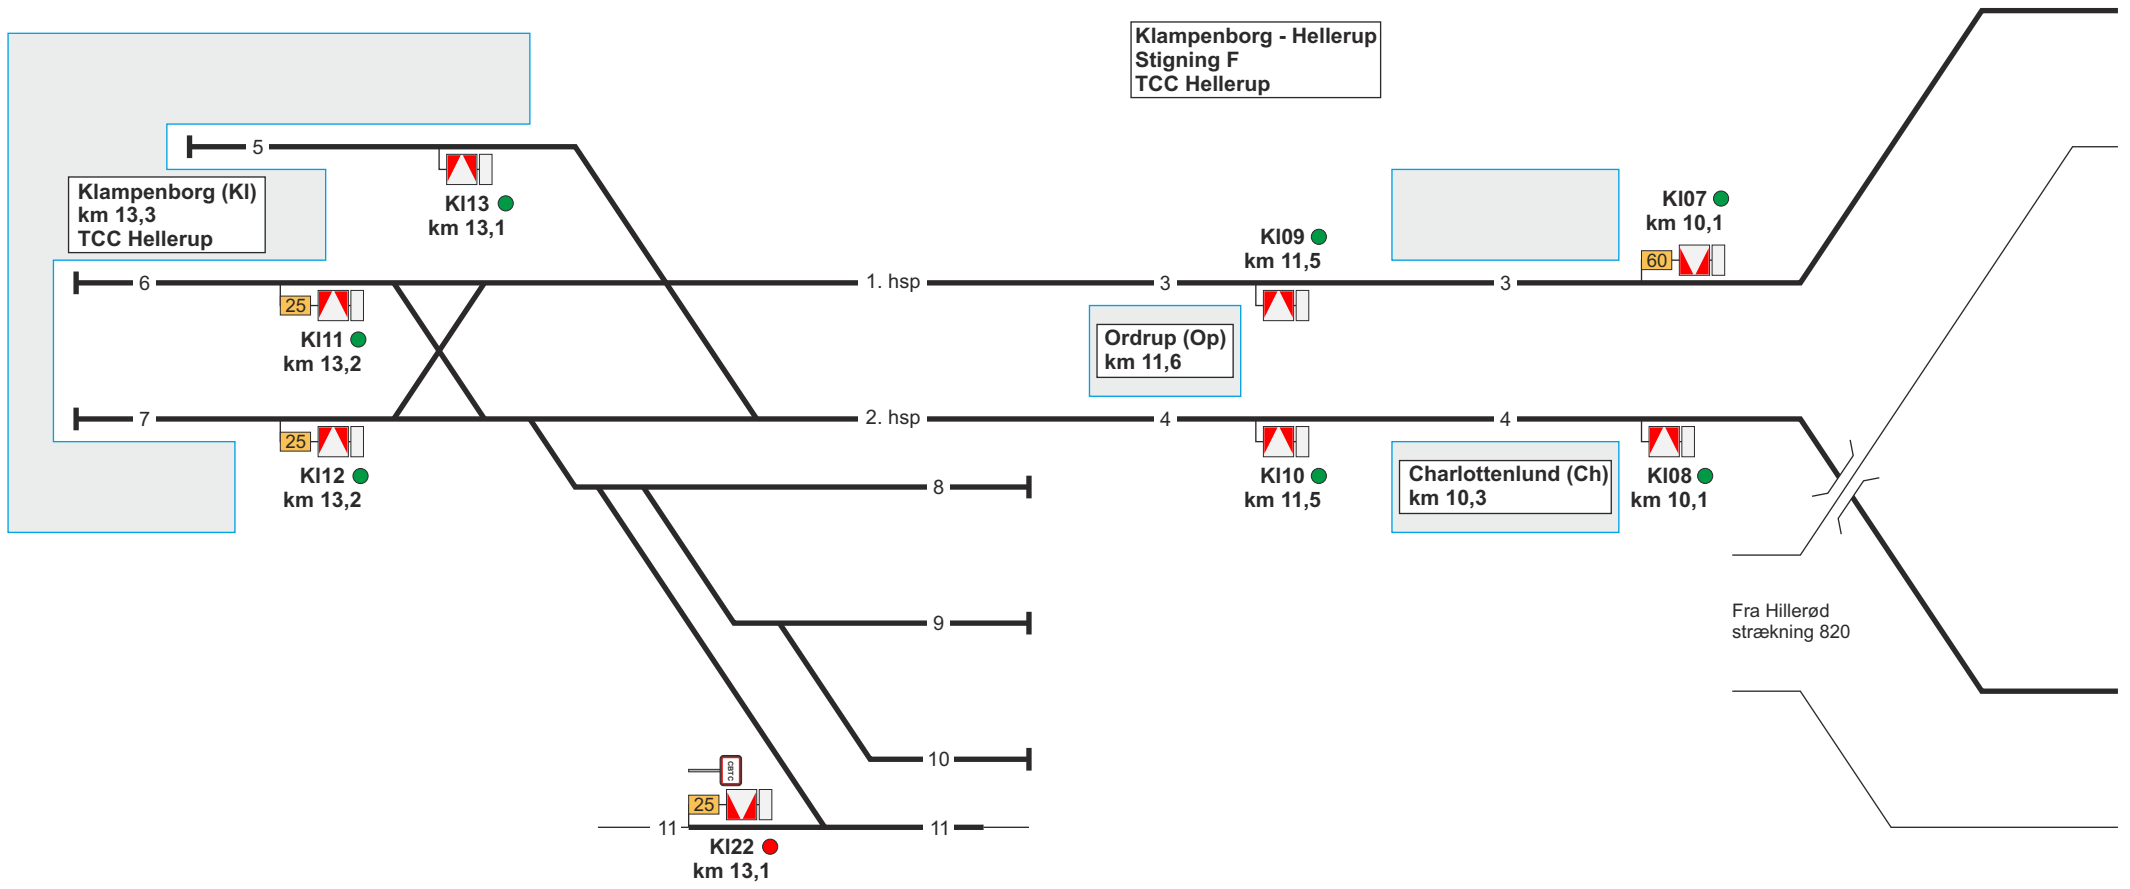 Klampenborg - Hellerup
Stigning F
TCC Hellerup
5
Klampenborg (Kl)
km 13,3
TCC Hellerup
Kl13
km 13,1
Kl07
km 10,1
60
Kl09
km 11,5
6
1. hsp
3
3
25
Kl11
km 13,2
Ordrup (Op)
km 11,6
7
2. hsp
4
4
25
Kl12
km 13,2
Kl10
km 11,5
Charlottenlund (Ch)
km 10,3
Kl08
km 10,1
8
9
Fra Hillerød
strækning 820
10
CBTC
25
11
11
Kl22
km 13,1